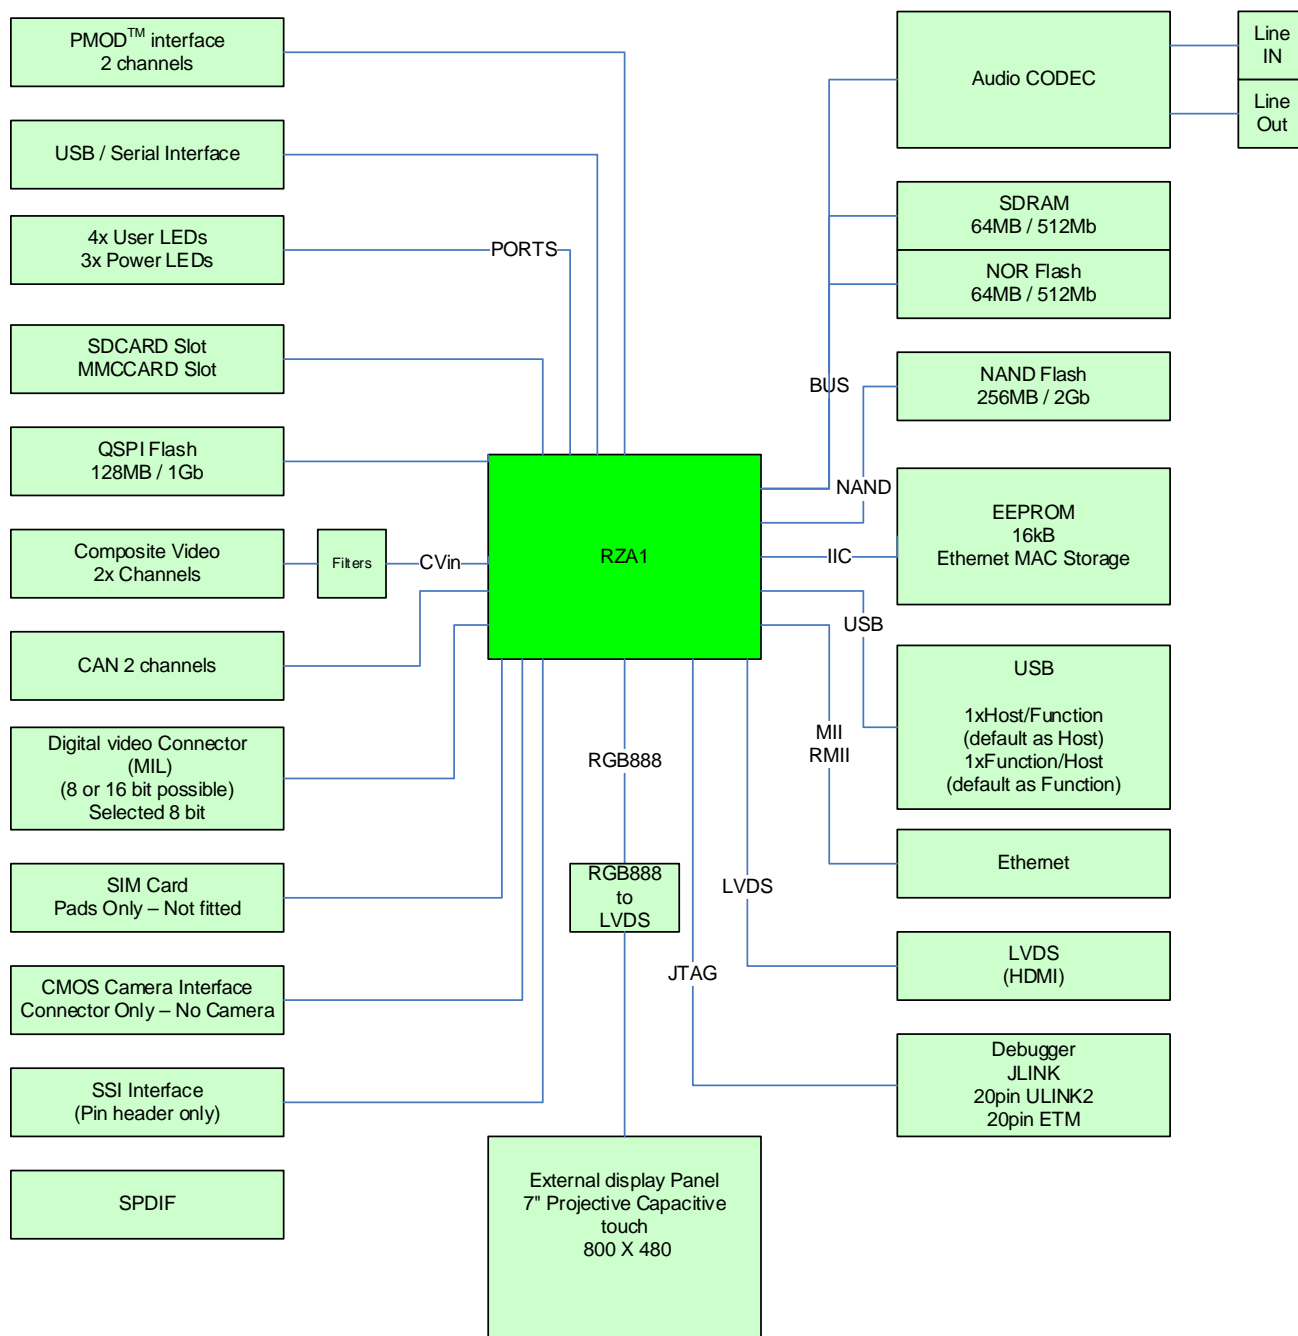 PMOD™ interface
2 channels
USB / Serial Interface
4x User LEDs
3x Power LEDs
PORTS
SDCARD Slot
MMCCARD Slot
QSPI Flash
128MB / 1Gb
Composite Video
2x Channels
Filters
CVin
CAN 2 channels
Digital video Connector
(MIL)
(8 or 16 bit possible)
Selected 8 bit
SIM Card
Pads Only – Not fitted
CMOS Camera Interface
Connector Only – No Camera
SSI Interface
(Pin header only)
SPDIF
RZA1
RGB888
RGB888
to
LVDS
External display Panel
7" Projective Capacitive
touch
800 X 480
JTAG
LVDS
Audio CODEC
Line
IN
Line
Out
SDRAM
64MB / 512Mb
NOR Flash
64MB / 512Mb
BUS
NAND Flash
256MB / 2Gb
NAND
EEPROM
16kB
Ethernet MAC Storage
IIC
USB
USB
1xHost/Function
(default as Host)
1xFunction/Host
(default as Function)
MII
RMII
Ethernet
LVDS
(HDMI)
Debugger
JLINK
20pin ULINK2
20pin ETM